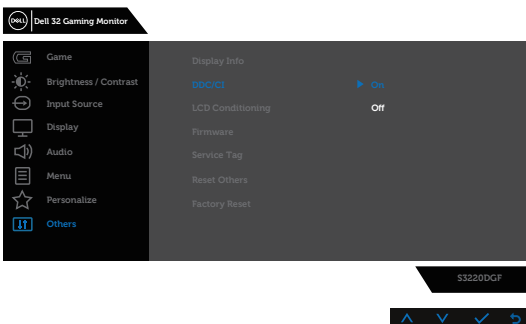 DELL Dell 32 Gaming Monitor
Game
Display Info
Brightness / Contrast
DDC/CI On
Input Source
LCD Conditioning Off
Display
Firmware
Audio
Service Tag
Menu
Reset Others
Personalize
Factory Reset
Others
S3220DGF